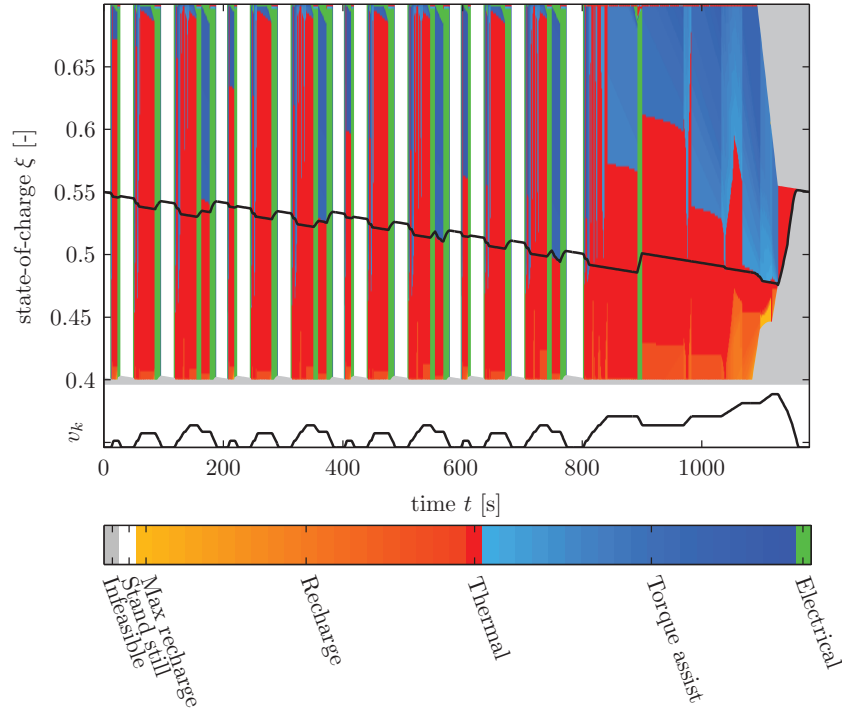 0.65
0.6
0.55
0.5
0.45
0.4
state-of-charge ξ [-]
v_k
0 200 400 600 800 1000
time t [s]
Infeasible
Stand still
Max recharge
Recharge
Thermal
Torque assist
Electrical